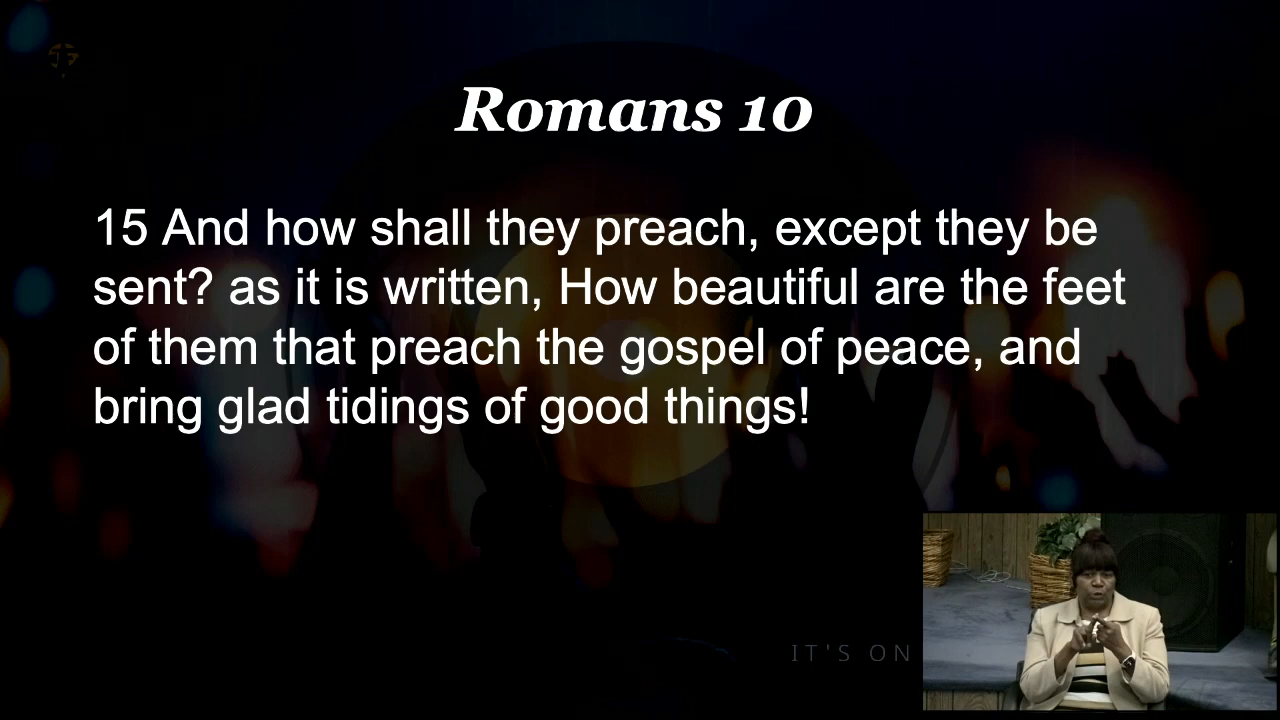 Romans 10
15 And how shall they preach, except they be
sent? as it is written, How beautiful are the feet
of them that preach the gospel of peace, and
bring glad tidings of good things!
IT'S ON